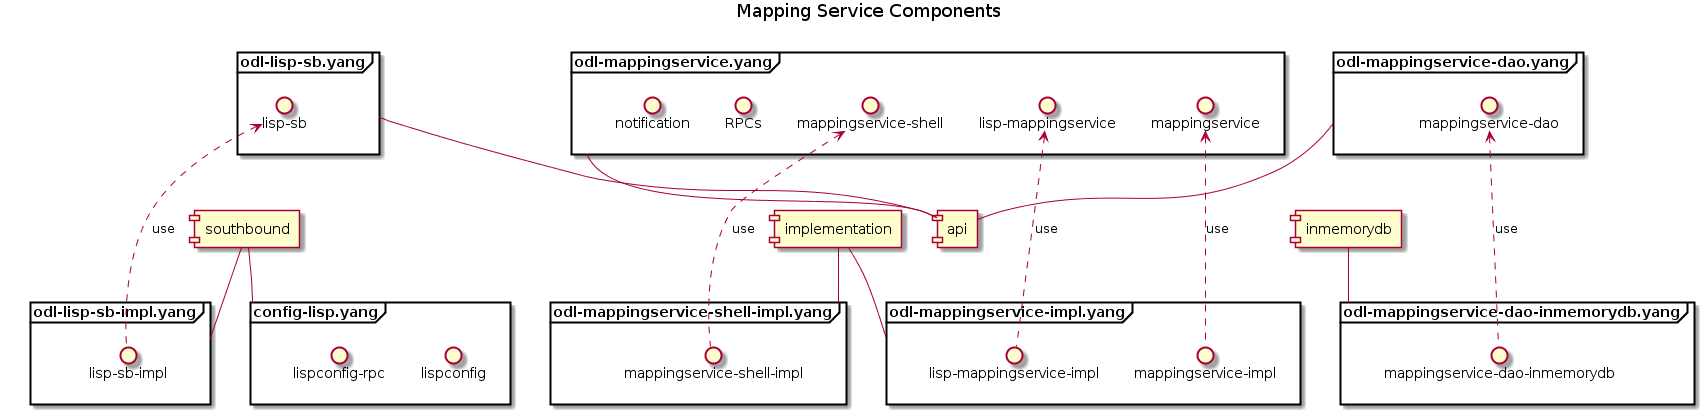 Mapping Service Components
odl-lisp-sb.yang
odl-mappingservice.yang
odl-mappingservice-dao.yang
lisp-sb
notification
RPCs
mappingservice-shell
lisp-mappingservice
mappingservice
mappingservice-dao
use
southbound
use
implementation
api
use
use
inmemorydb
use
odl-lisp-sb-impl.yang
config-lisp.yang
odl-mappingservice-shell-impl.yang
odl-mappingservice-impl.yang
odl-mappingservice-dao-inmemorydb.yang
lisp-sb-impl
lispconfig-rpc
lispconfig
mappingservice-shell-impl
lisp-mappingservice-impl
mappingservice-impl
mappingservice-dao-inmemorydb